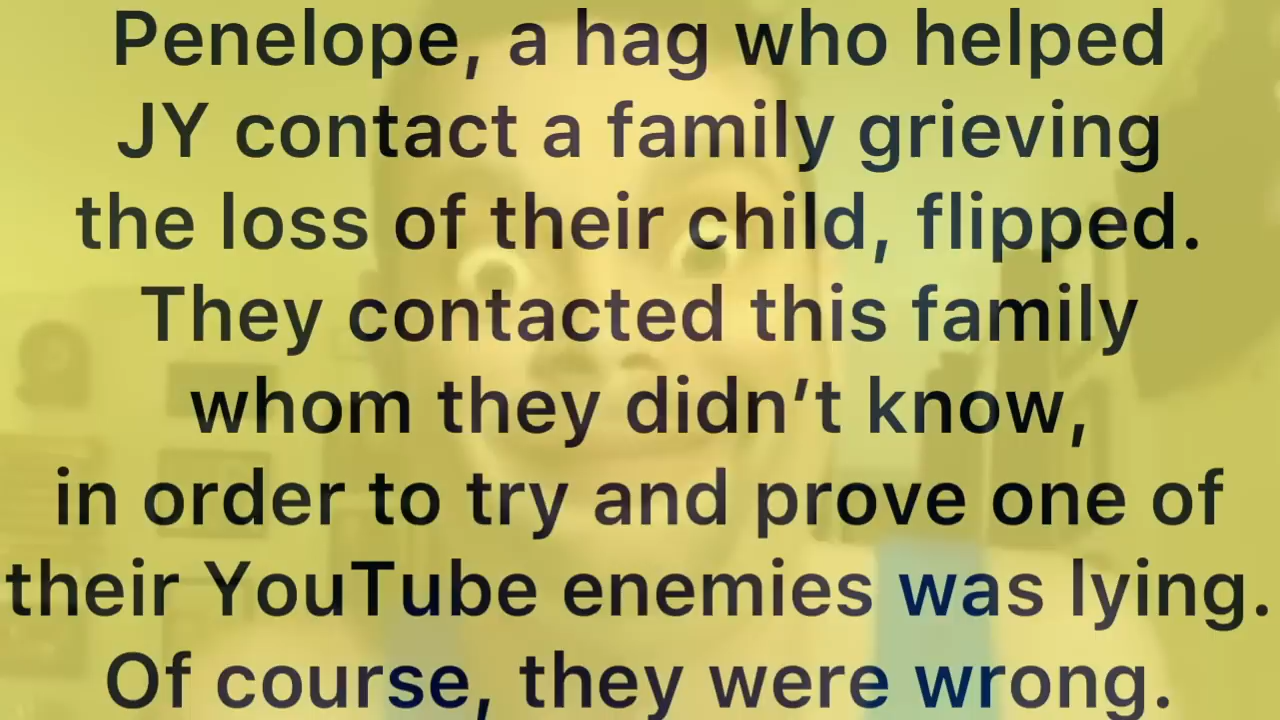 Penelope, a hag who helped
JY contact a family grieving
the loss of their child, flipped.
They contacted this family
whom they didn’t know,
in order to try and prove one of
their YouTube enemies was lying.
Of course, they were wrong.